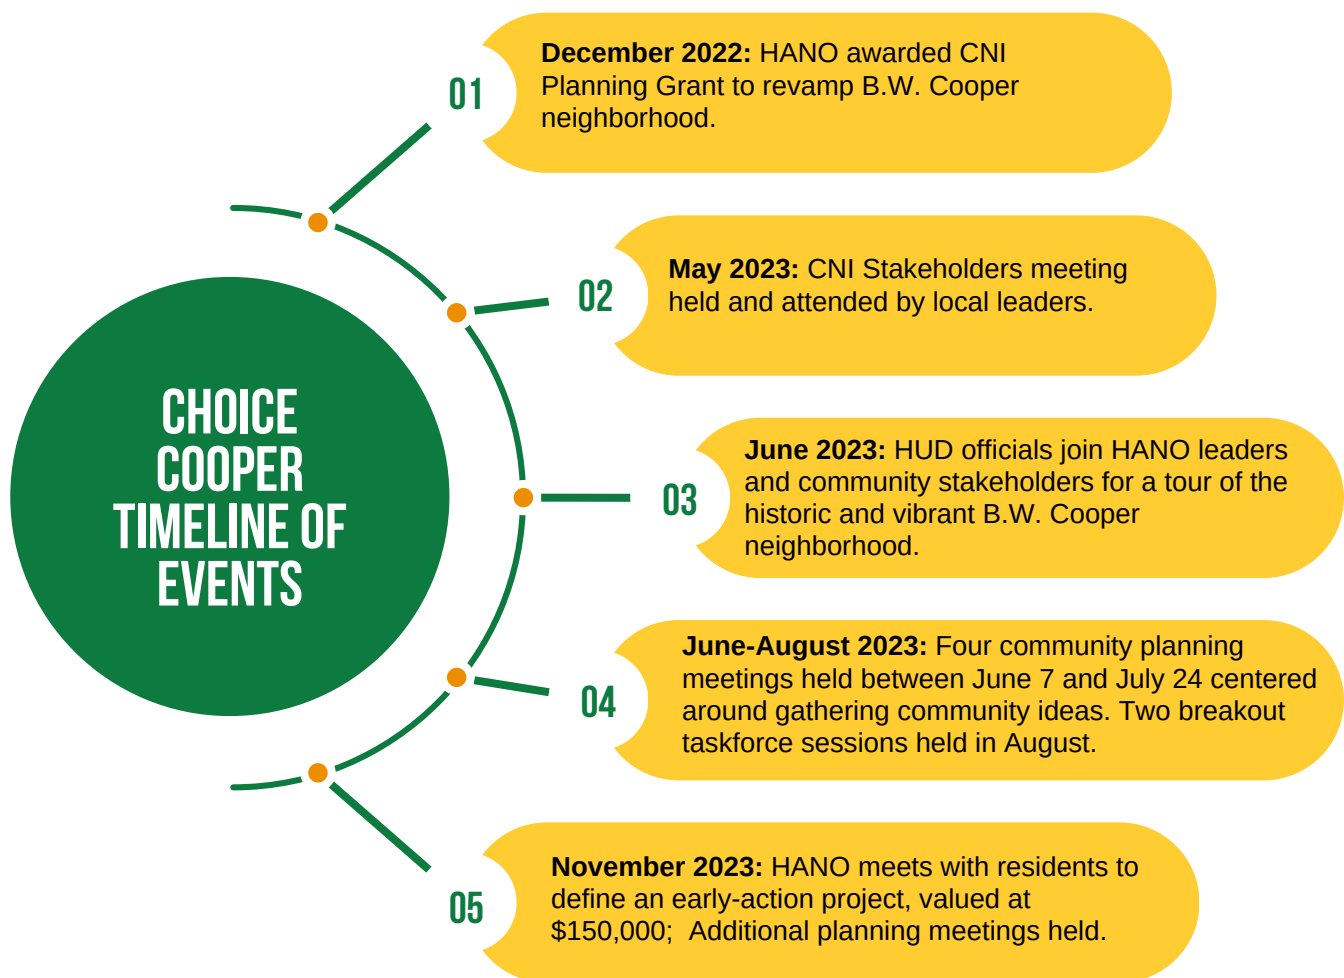 01
December 2022: HANO awarded CNI
Planning Grant to revamp B.W. Cooper
neighborhood.
02
May 2023: CNI Stakeholders meeting
held and attended by local leaders.
CHOICE
COOPER
TIMELINE OF
EVENTS
03
June 2023: HUD officials join HANO leaders
and community stakeholders for a tour of the
historic and vibrant B.W. Cooper
neighborhood.
04
June-August 2023: Four community planning
meetings held between June 7 and July 24 centered
around gathering community ideas. Two breakout
taskforce sessions held in August.
05
November 2023: HANO meets with residents to
define an early-action project, valued at
$150,000;  Additional planning meetings held.